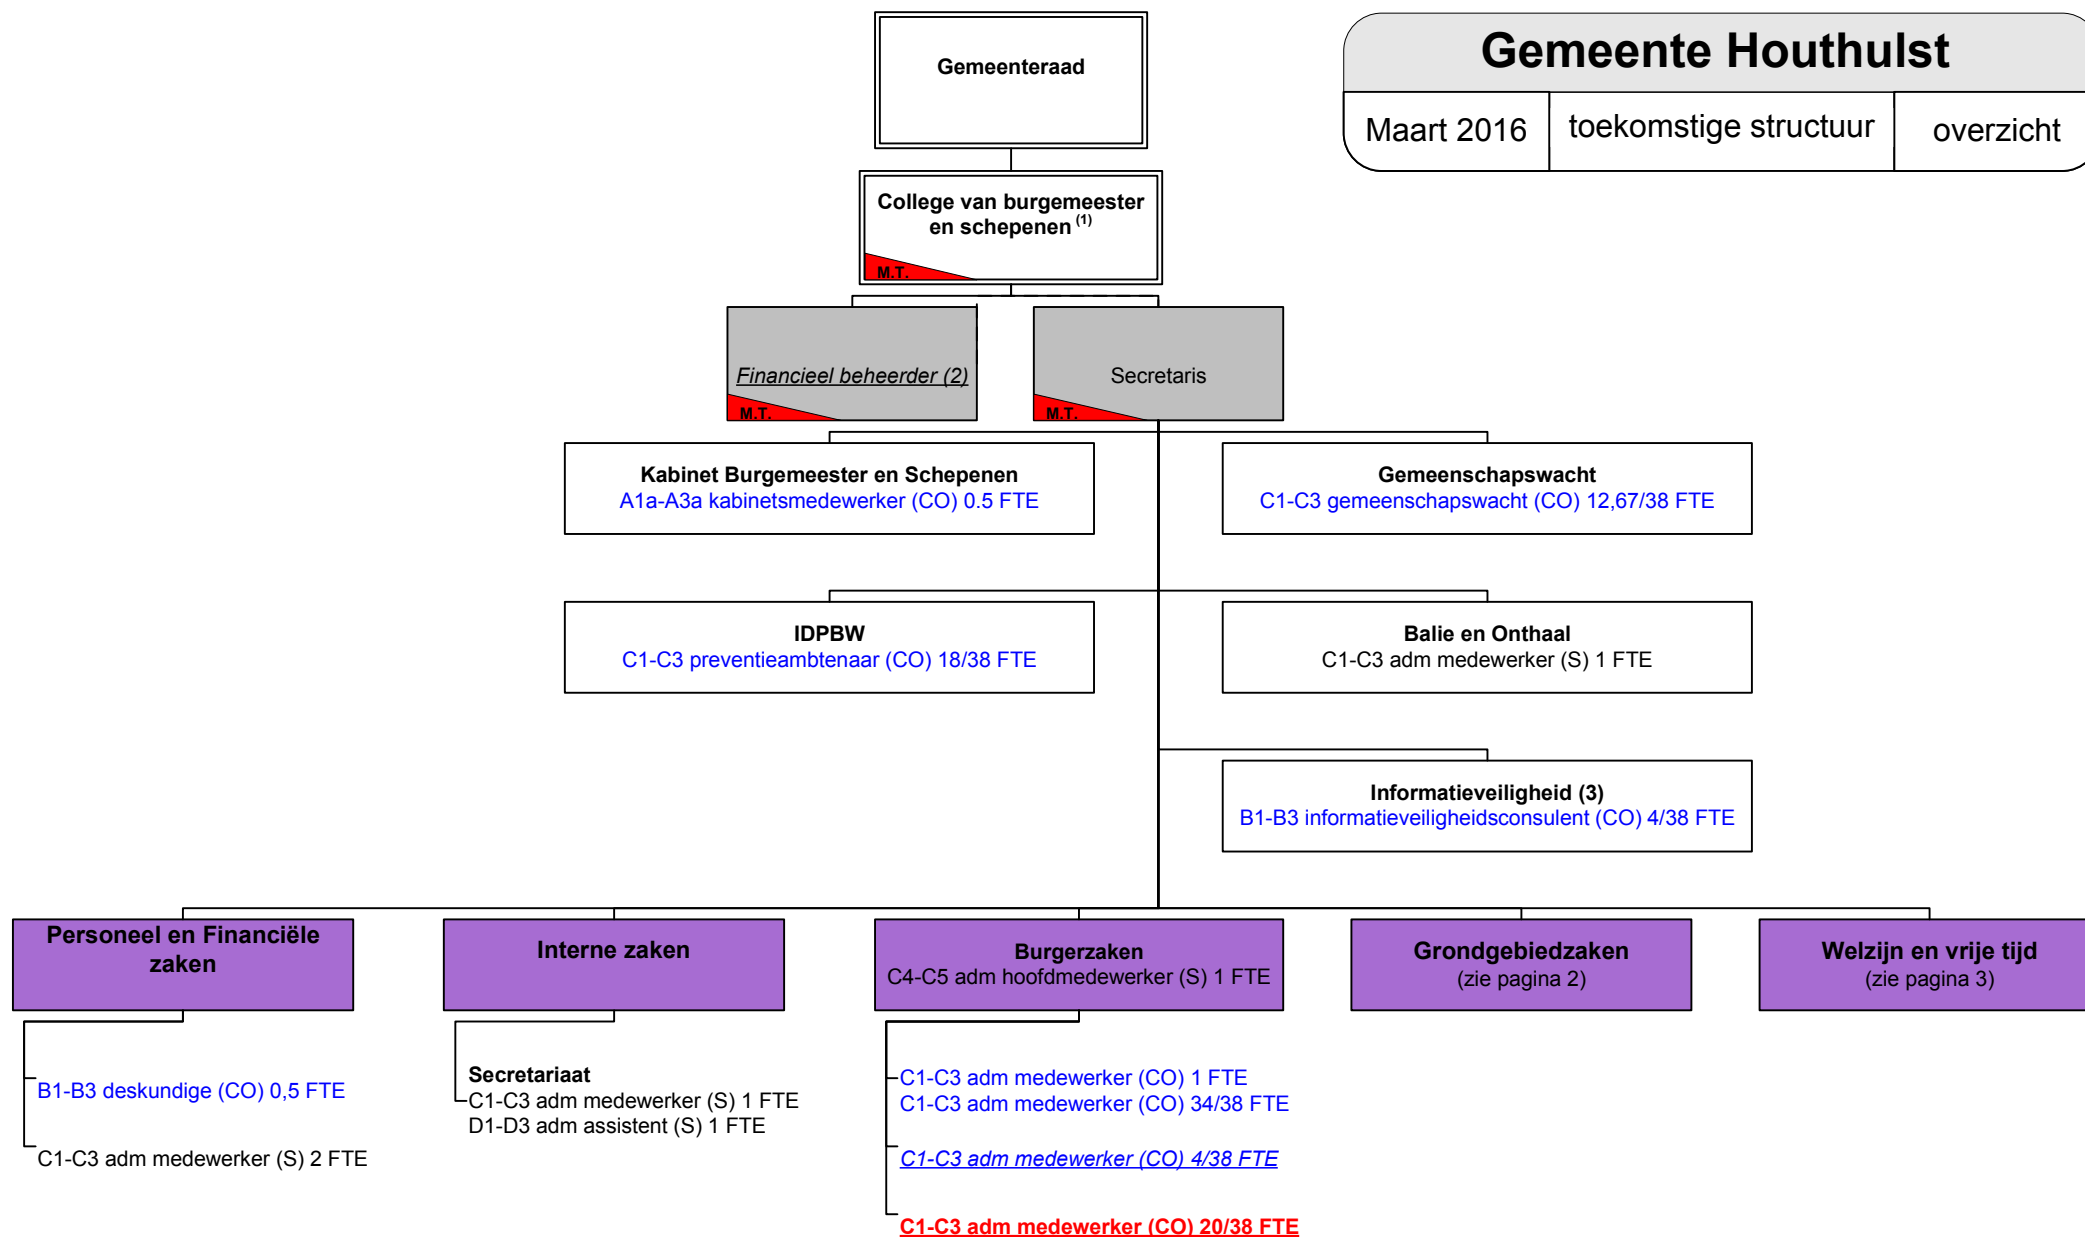 Gemeente Houthulst
Maart 2016
toekomstige structuur
overzicht
Gemeenteraad
College van burgemeester
en schepenen (1)
M.T.
Financieel beheerder (2)
M.T.
Secretaris
M.T.
Kabinet Burgemeester en Schepenen
A1a-A3a kabinetsmedewerker (CO) 0.5 FTE
Gemeenschapswacht
C1-C3 gemeenschapswacht (CO) 12,67/38 FTE
IDPBW
C1-C3 preventieambtenaar (CO) 18/38 FTE
Balie en Onthaal
C1-C3 adm medewerker (S) 1 FTE
Informatieveiligheid (3)
B1-B3 informatieveiligheidsconsulent (CO) 4/38 FTE
Personeel en Financiële
zaken
B1-B3 deskundige (CO) 0,5 FTE
C1-C3 adm medewerker (S) 2 FTE
Interne zaken
Secretariaat
C1-C3 adm medewerker (S) 1 FTE
D1-D3 adm assistent (S) 1 FTE
Burgerzaken
C4-C5 adm hoofdmedewerker (S) 1 FTE
C1-C3 adm medewerker (CO) 1 FTE
C1-C3 adm medewerker (CO) 34/38 FTE
C1-C3 adm medewerker (CO) 4/38 FTE
C1-C3 adm medewerker (CO) 20/38 FTE
Grondgebiedzaken
(zie pagina 2)
Welzijn en vrije tijd
(zie pagina 3)